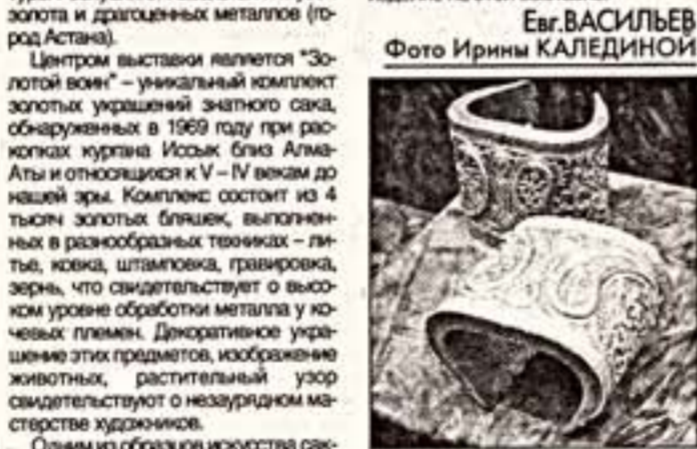 золота и драгоценных металлов (го-
род Астана).
Центром выставки является "Зо-
лотой воин" – уникальный комплект
золотых украшений знатного сака,
обнаруженных в 1969 году при рас-
копках кургана Иссык близ Алма-
Аты и относящихся к V – IV векам до
нашей эры. Комплекс состоит из 4
тысяч золотых бляшек, выполнен-
ных в разнообразных техниках – ли-
тье, ковка, штамповка, гравировка,
зернь, что свидетельствует о высо-
ком уровне обработки металла у ко-
чевых племен. Декоративное укра-
шение этих предметов, изображение
животных, растительный узор
свидетельствуют о незаурядном ма-
стерстве художников.
Одним из образцов искусства сак-
Евг.ВАСИЛЬЕВ
Фото Ирины КАЛЕДИНОЙ